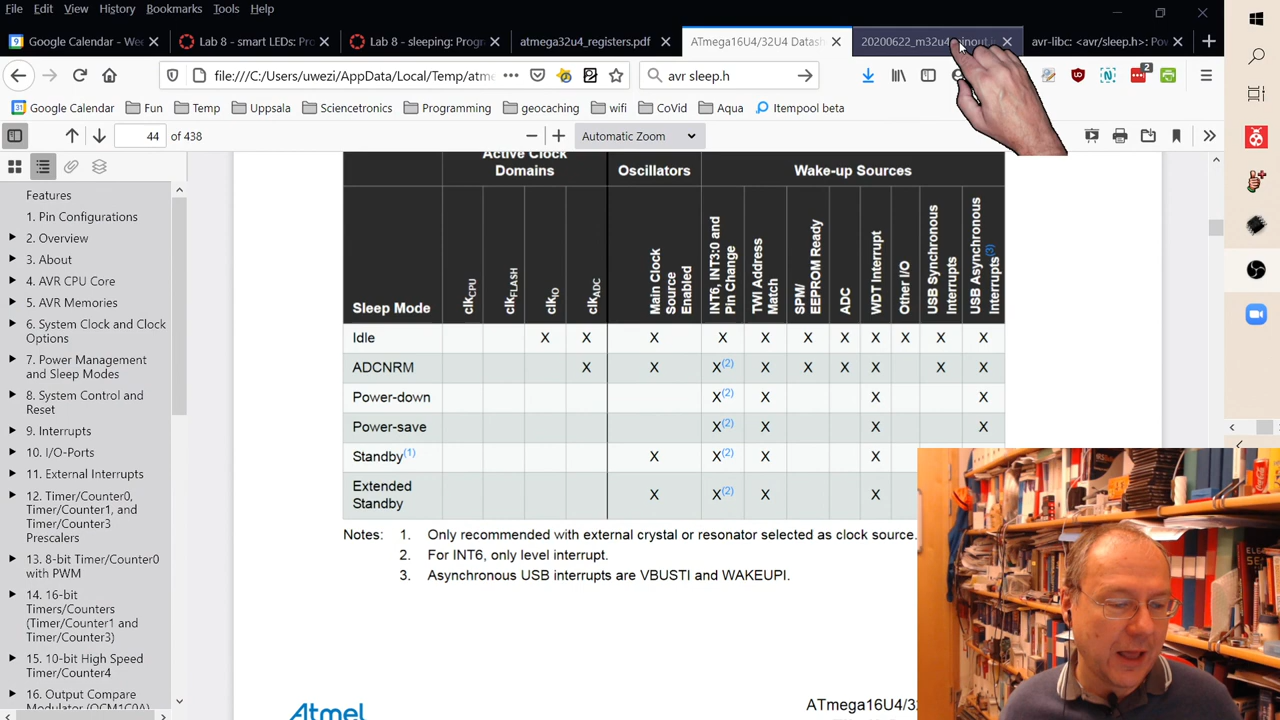 File Edit View History Bookmarks Tools Help
Google Calendar - Wee
Lab 8 - smart LEDs: Pro
Lab 8 - sleeping: Progra
atmega32u4_registers.pdf
ATmega16U4/32U4 Datash
20200622_m32u4
avr-libc: <avr/sleep.h>: Pov
file:///C:/Users/uwezi/AppData/Local/Temp/atm
avr sleep.h
2
Google Calendar Fun Temp Uppsala Sciencetronics Programming geocaching wifi CoVid aqua Itempool beta
44 of 438
Automatic Zoom
Features
1. Pin Configurations
2. Overview
3. About
4. AVR CPU Core
5. AVR Memories
6. System Clock and Clock
Options
7. Power Management
and Sleep Modes
8. System Control and
Reset
9. Interrupts
10. I/O-Ports
11. External Interrupts
12. Timer/Counter0,
Timer/Counter1, and
Timer/Counter3
Prescalers
13. 8-bit Timer/Counter0
with PWM
14. 16-bit
Timers/Counters
(Timer/Counter1 and
Timer/Counter3)
15. 10-bit High Speed
Timer/Counter4
16. Output Compare
Modulator (OCM1C0A)
Active Clock
Domains
Oscillators
Wake-up Sources
Sleep Mode
clkCPU
clkFLASH
clkIO
clkADC
Main Clock
Source
Enabled
INT6, INT3:0 and
Pin Change
TWI Address
Match
SPM/
EEPROM Ready
ADC
WDT Interrupt
Other I/O
USB Synchronous
Interrupts
USB Asynchronous
Interrupts(3)
Idle X X X X X X X X X X X
ADCNRM X X X(2) X X X X X X
Power-down X(2) X X X
Power-save X(2) X X X
Standby(1) X X(2) X X
Extended
Standby X X(2) X X
Notes: 1. Only recommended with external crystal or resonator selected as clock source.
2. For INT6, only level interrupt.
3. Asynchronous USB interrupts are VBUSTI and WAKEUPI.
Atmel
ATmega16U4/32U4